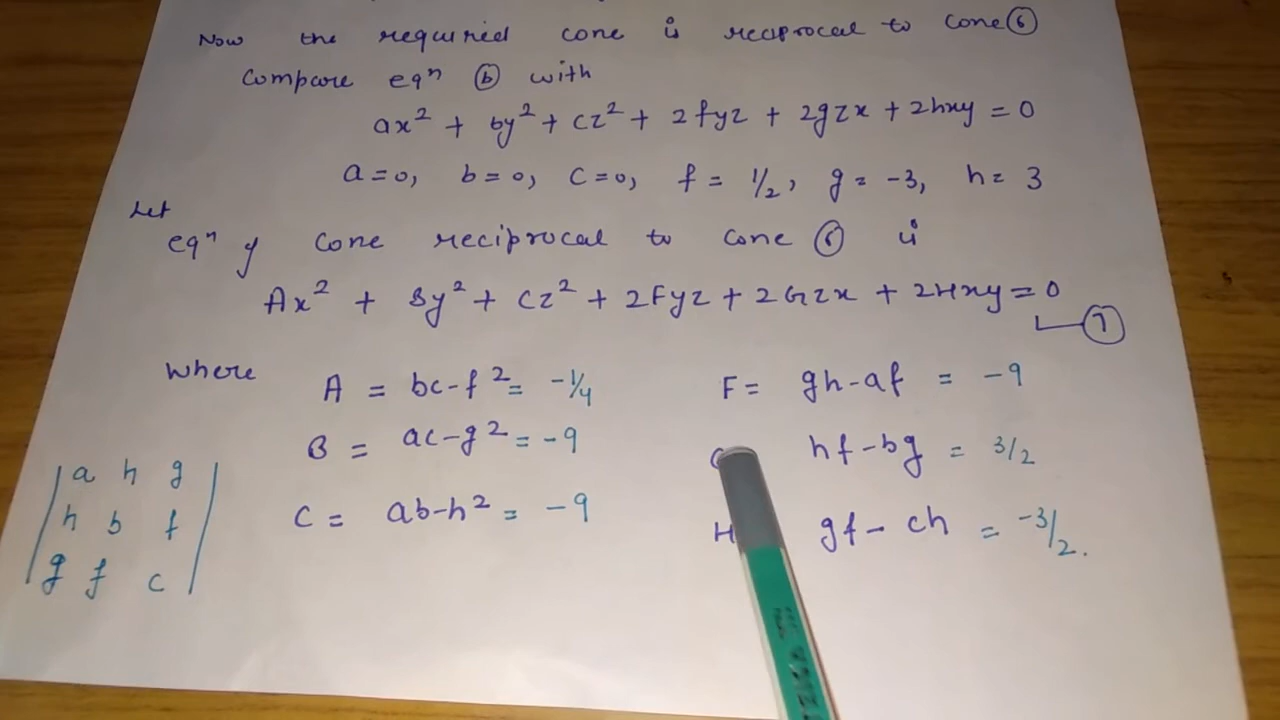 Now the required cone is reciprocal to cone ⑥
Compare eqⁿ ⑥ with
ax² + by² + cz² + 2fyz + 2gzx + 2hxy = 0
a = 0, b = 0, c = 0, f = 1/2, g = -3, h = 3
Let
eqⁿ of cone reciprocal to cone ⑥ is
Ax² + By² + Cz² + 2Fyz + 2Gzx + 2Hxy = 0
⑦
where
A = bc-f² = -1/4
F = gh-af = -9
B = ac-g² = -9
hf-bg = 3/2
C = ab-h² = -9
H gf - ch = -3/2.
| a h g |
| h b f |
| g f c |